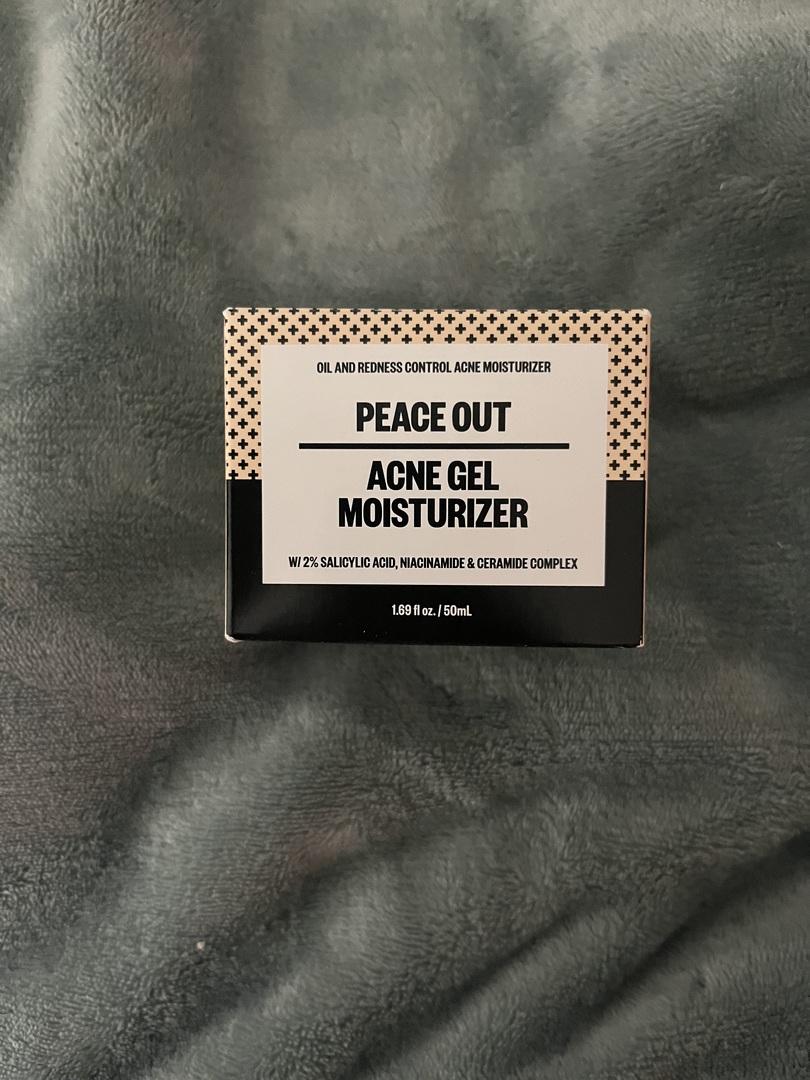 OIL AND REDNESS CONTROL ACNE MOISTURIZER
PEACE OUT
ACNE GEL
MOISTURIZER
W/ 2% SALICYLIC ACID, NIACINAMIDE & CERAMIDE COMPLEX
1.69 fl oz. / 50mL